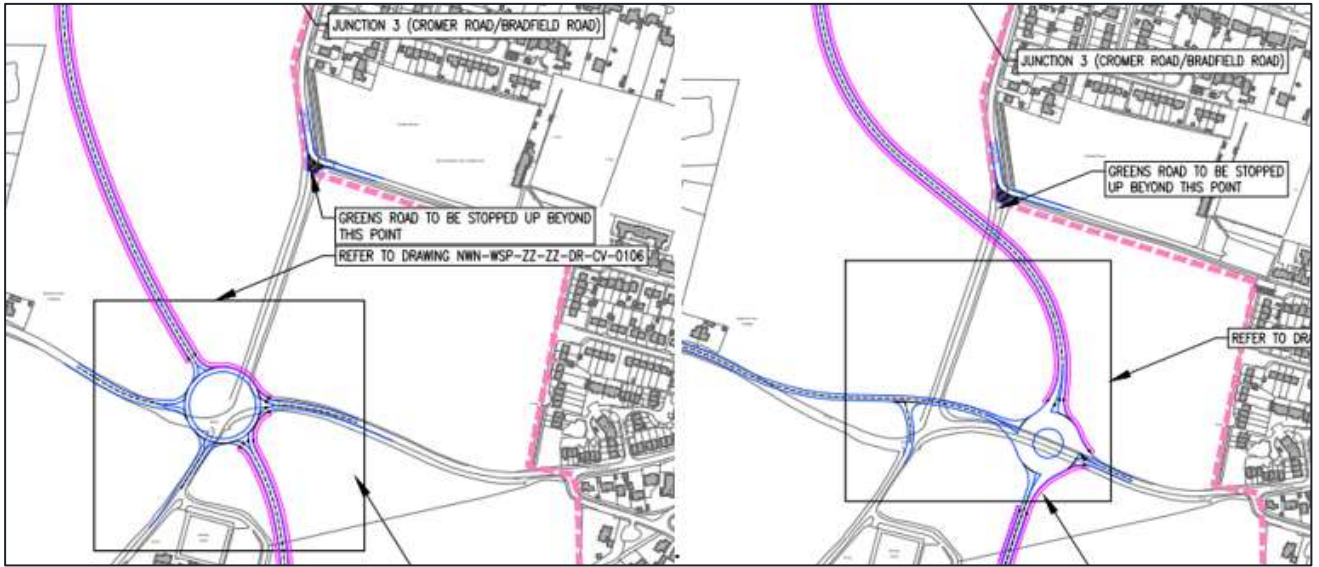 JUNCTION 3 (CROMER ROAD/BRADFIELD ROAD)
GREENS ROAD TO BE STOPPED UP BEYOND
THIS POINT
REFER TO DRAWING NWN-WSP-ZZ-ZZ-DR-CV-0106
JUNCTION 3 (CROMER ROAD/BRADFIELD ROAD)
GREENS ROAD TO BE STOPPED
UP BEYOND THIS POINT
REFER TO DRA